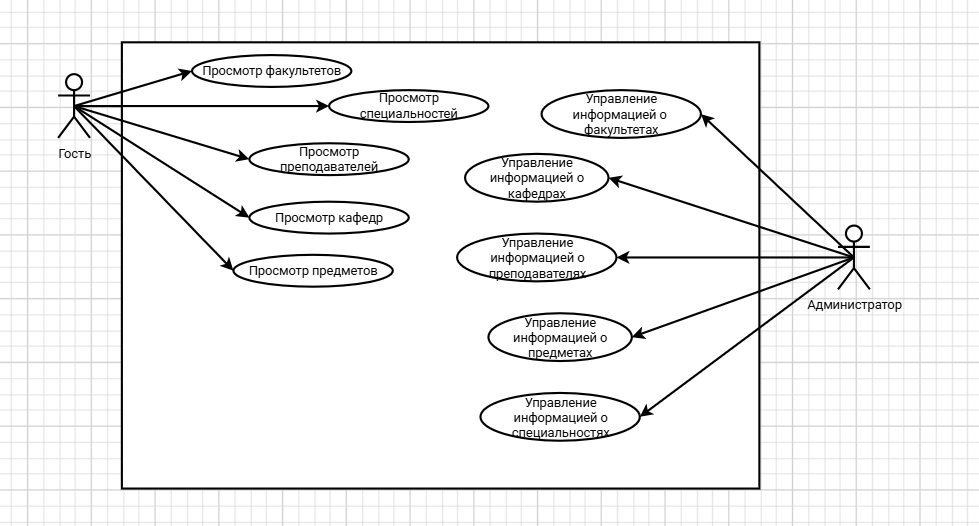 Просмотр факультетов
Просмотр
специальностей
Просмотр
преподавателей
Просмотр кафедр
Просмотр предметов
Гость
Управление
информацией о
факультетах
Управление
информацией о
кафедрах
Управление
информацией о
преподавателях
Управление
информацией о
предметах
Управление
информацией о
специальностях
Администратор